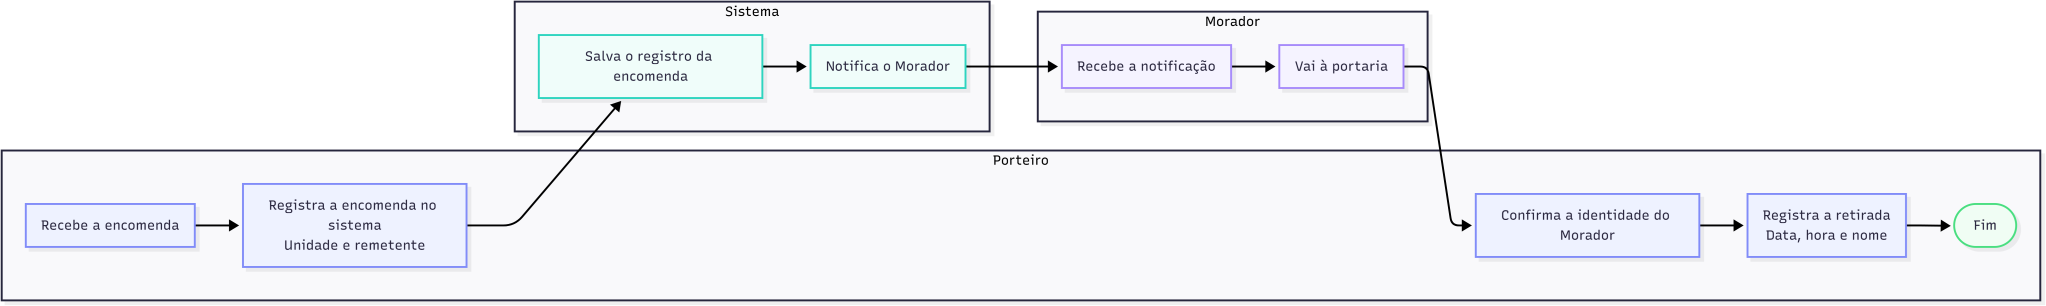 Sistema
Salva o registro da
encomenda
Notifica o Morador
Morador
Recebe a notificação
Vai à portaria
Porteiro
Recebe a encomenda
Registra a encomenda no
sistema
Unidade e remetente
Confirma a identidade do
Morador
Registra a retirada
Data, hora e nome
Fim